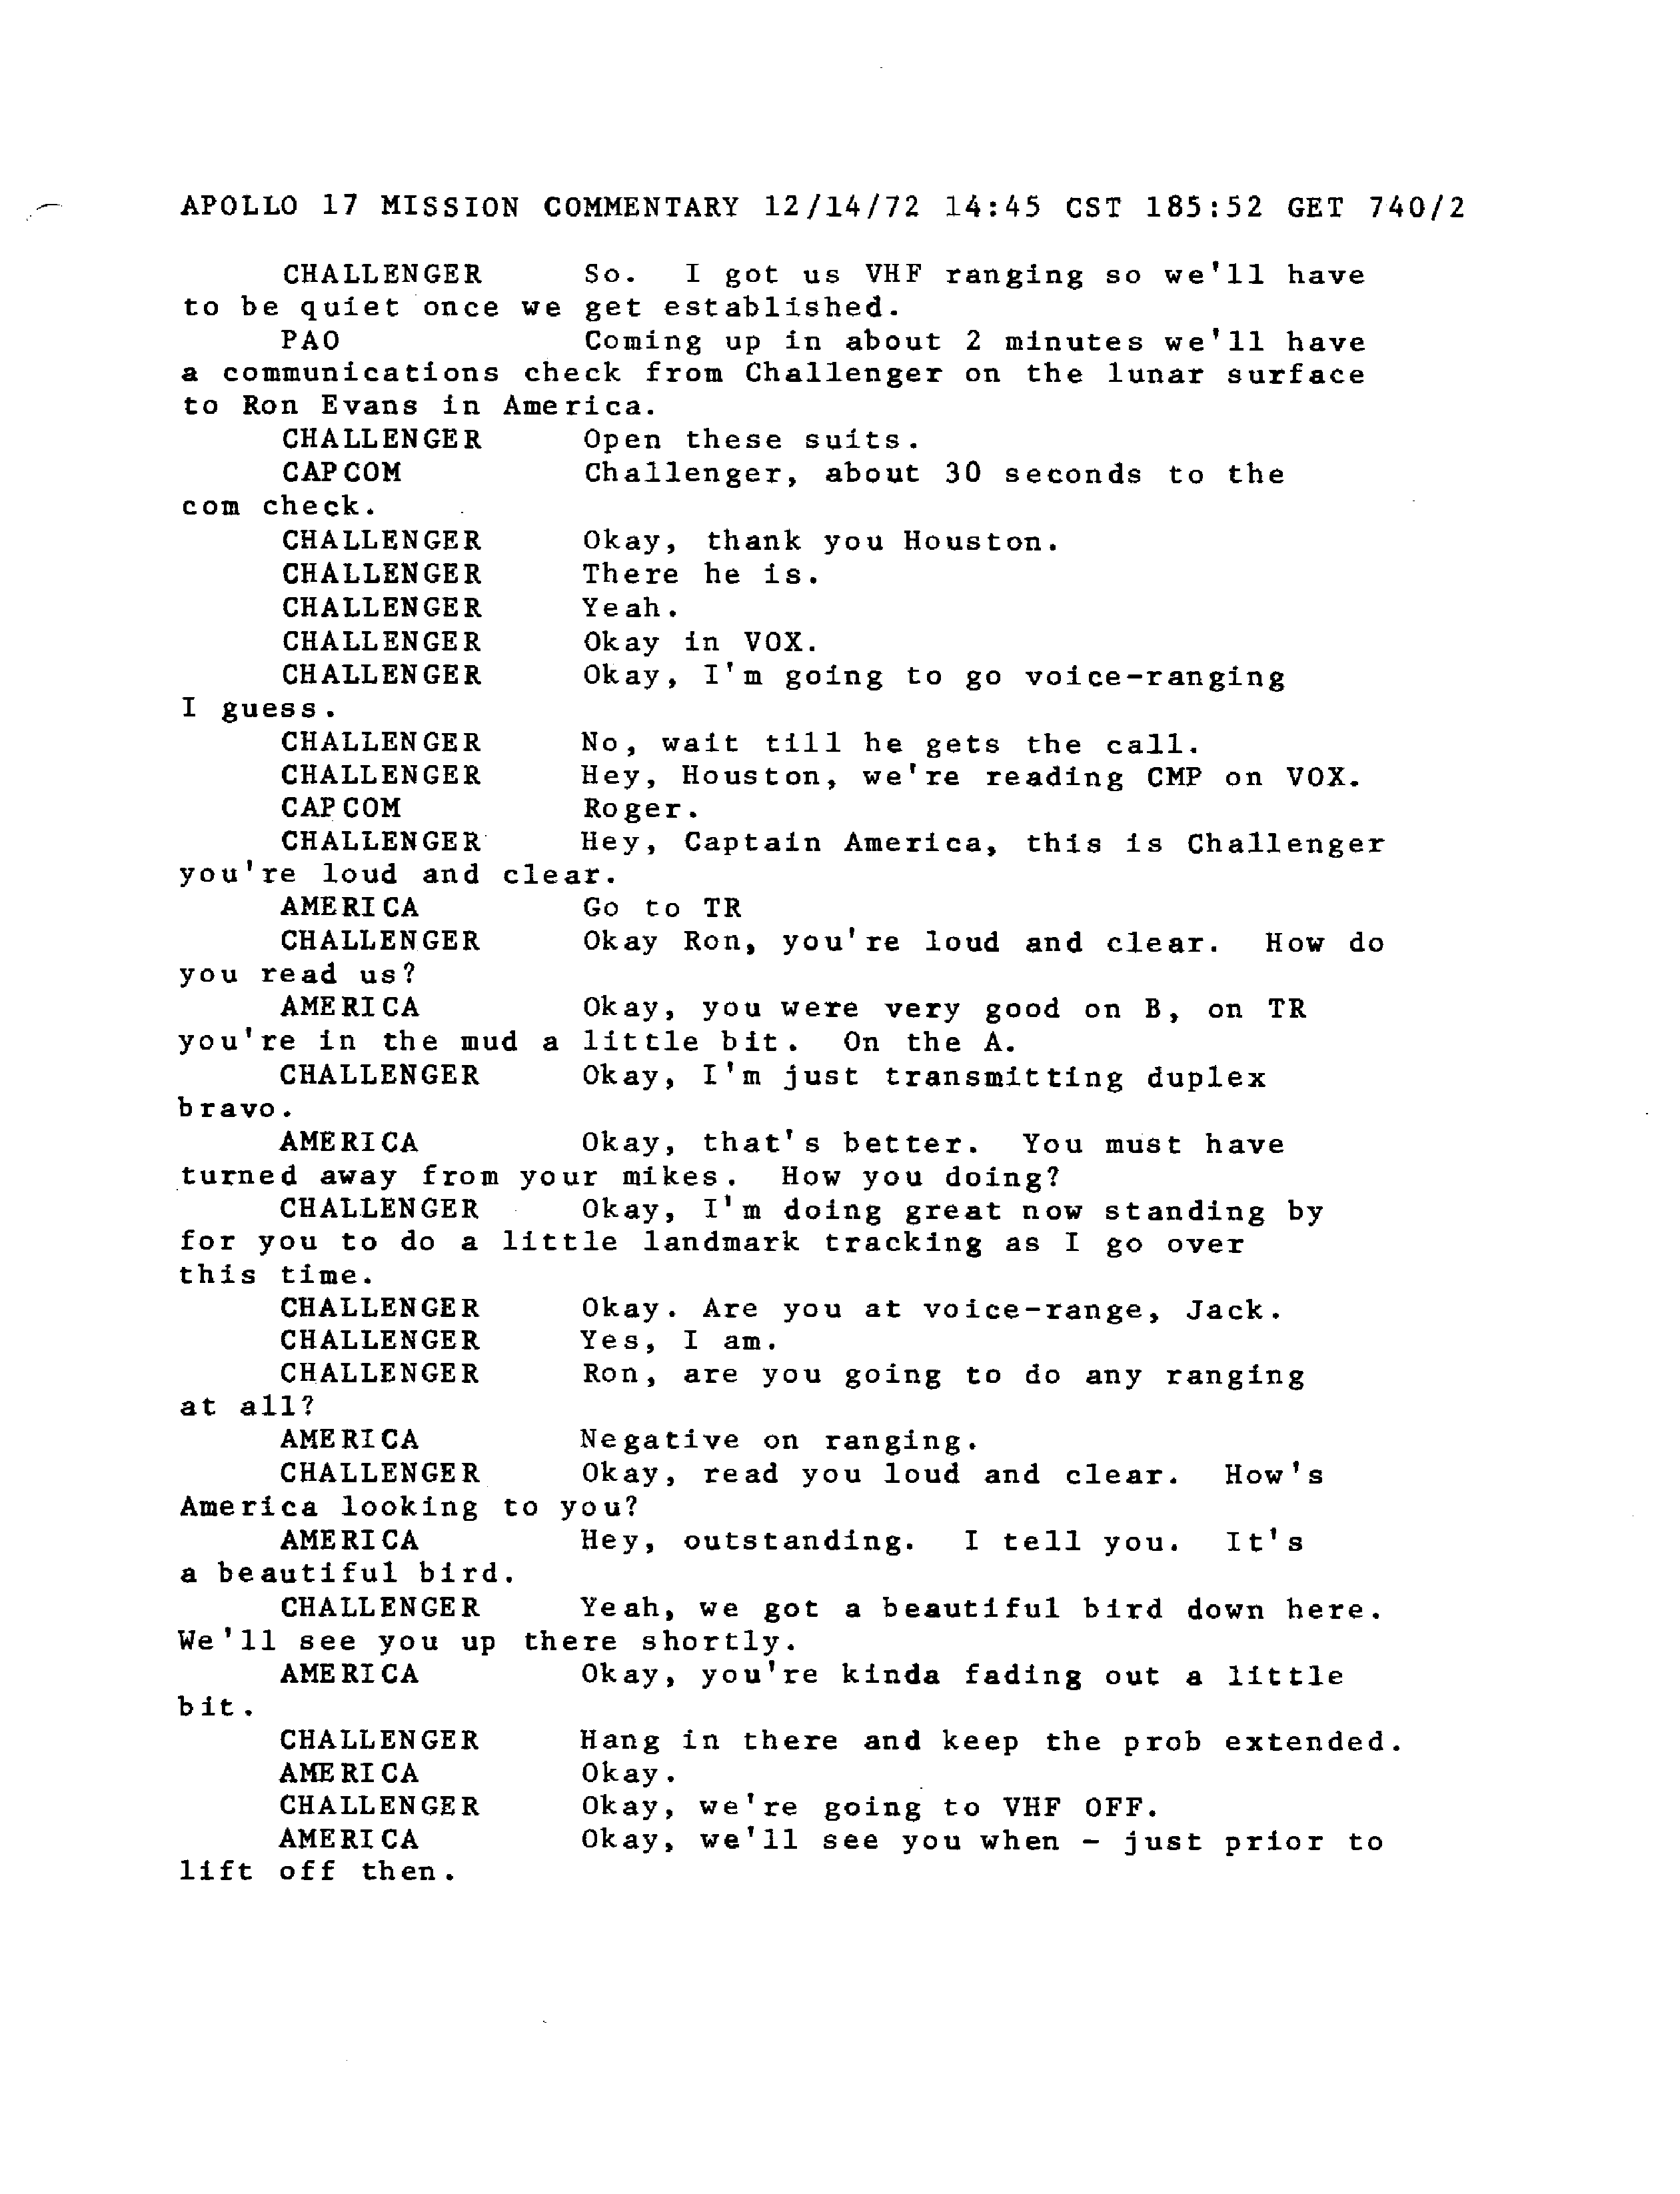 APOLLO 17 MISSION COMMENTARY 12/14/72 14:45 CST 185:52 GET 740/2
CHALLENGER So. I got us VHF ranging so we'll have
to be quiet once we get established.
PAO Coming up in about 2 minutes we'll have
a communications check from Challenger on the lunar surface
to Ron Evans in America.
CHALLENGER Open these suits.
CAPCOM Challenger, about 30 seconds to the
com check.
CHALLENGER Okay, thank you Houston.
CHALLENGER There he is.
CHALLENGER Yeah.
CHALLENGER Okay in VOX.
CHALLENGER Okay, I'm going to go voice-ranging
I guess.
CHALLENGER No, wait till he gets the call.
CHALLENGER Hey, Houston, we're reading CMP on VOX.
CAPCOM Roger.
CHALLENGER Hey, Captain America, this is Challenger
you're loud and clear.
AMERICA Go to TR
CHALLENGER Okay Ron, you're loud and clear. How do
you read us?
AMERICA Okay, you were very good on B, on TR
you're in the mud a little bit. On the A.
CHALLENGER Okay, I'm just transmitting duplex
bravo.
AMERICA Okay, that's better. You must have
turned away from your mikes. How you doing?
CHALLENGER Okay, I'm doing great now standing by
for you to do a little landmark tracking as I go over
this time.
CHALLENGER Okay. Are you at voice-range, Jack.
CHALLENGER Yes, I am.
CHALLENGER Ron, are you going to do any ranging
at all?
AMERICA Negative on ranging.
CHALLENGER Okay, read you loud and clear. How's
America looking to you?
AMERICA Hey, outstanding. I tell you. It's
a beautiful bird.
CHALLENGER Yeah, we got a beautiful bird down here.
We'll see you up there shortly.
AMERICA Okay, you're kinda fading out a little
bit.
CHALLENGER Hang in there and keep the prob extended.
AMERICA Okay.
CHALLENGER Okay, we're going to VHF OFF.
AMERICA Okay, we'll see you when - just prior to
lift off then.